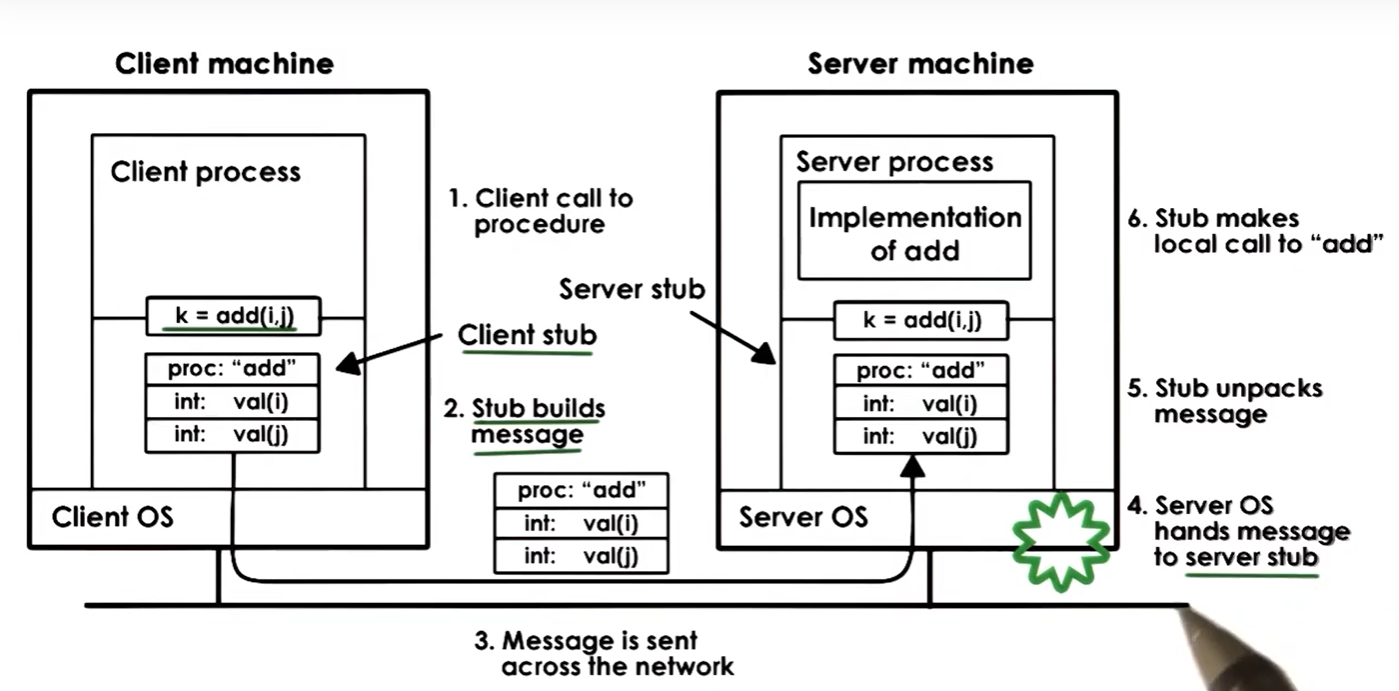 Client machine
Server machine
Client process
1. Client call to
procedure
k = add(i,j)
Client stub
proc: “add”
int: val(i)
int: val(j)
2. Stub builds
message
proc: “add”
int: val(i)
int: val(j)
Client OS
3. Message is sent
across the network
Server process
Implementation
of add
Server stub
k = add(i,j)
proc: “add”
int: val(i)
int: val(j)
Server OS
6. Stub makes
local call to “add”
5. Stub unpacks
message
4. Server OS
hands message
to server stub